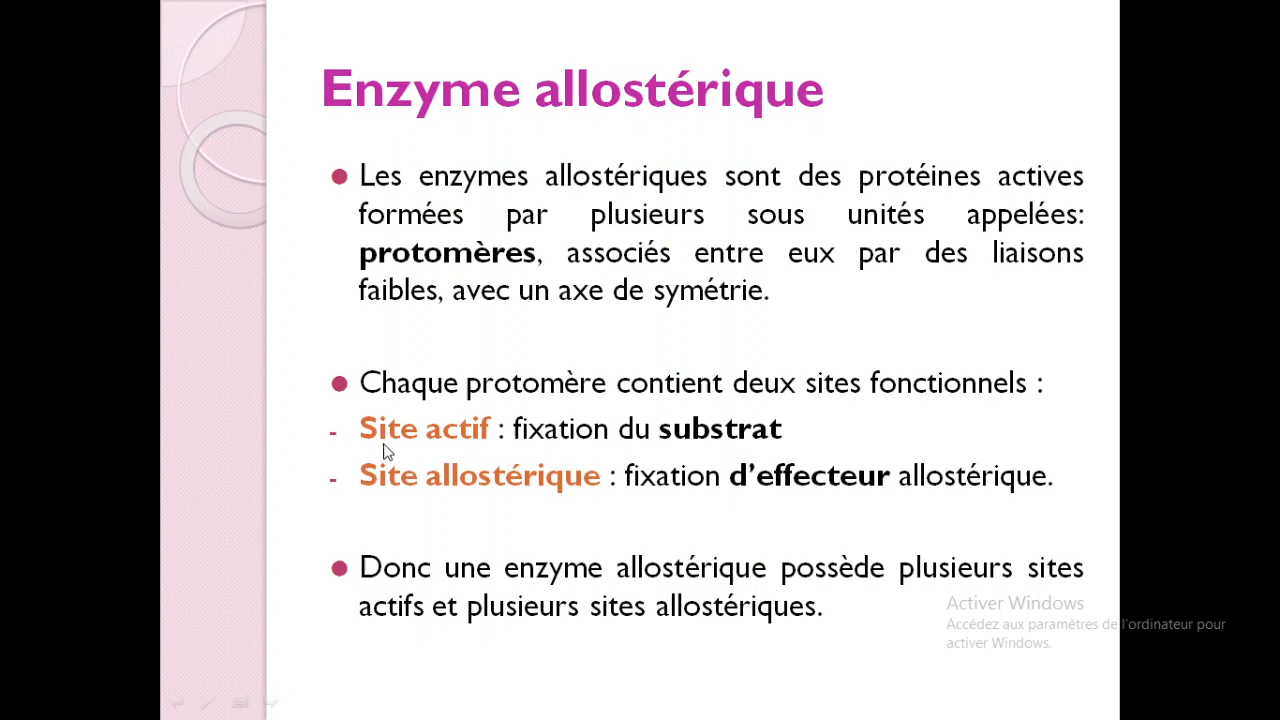 Enzyme allostérique
● Les enzymes allostériques sont des protéines actives
formées par plusieurs sous unités appelées:
protomères, associés entre eux par des liaisons
faibles, avec un axe de symétrie.
● Chaque protomère contient deux sites fonctionnels :
- Site actif : fixation du substrat
- Site allostérique : fixation d’effecteur allostérique.
● Donc une enzyme allostérique possède plusieurs sites
actifs et plusieurs sites allostériques.
Activer Windows
Accédez aux paramètres de l'ordinateur pour
activer Windows.